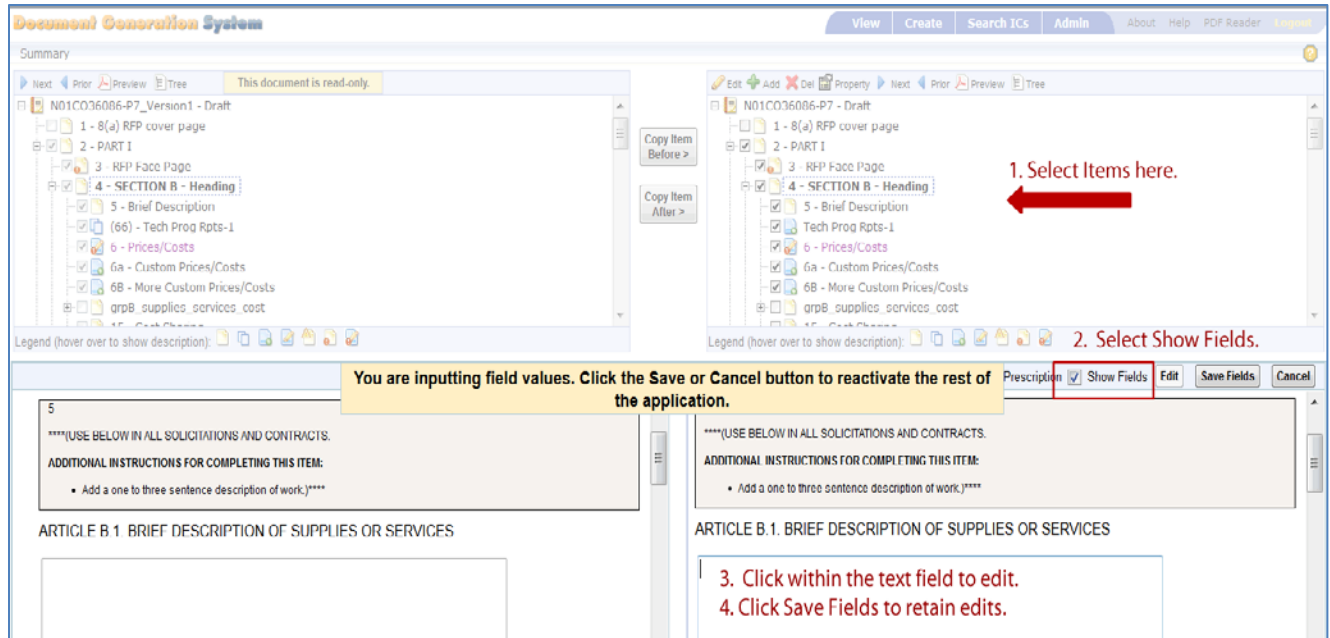 Document Generation System
View Create Search ICs Admin About Help PDF Reader Logout
Summary
Next Prior Preview Tree This document is read-only.
N01CO36086-P7_Version1 - Draft
1 - 8(a) RFP cover page
2 - PART I
3 - RFP Face Page
4 - SECTION B - Heading
5 - Brief Description
(66) - Tech Prog Rpts-1
6 - Prices/Costs
6a - Custom Prices/Costs
6B - More Custom Prices/Costs
grpB_supplies_services_cost
15 - Cost Sharing
Legend (hover over to show description):
Copy Item Before >
Copy Item After >
Edit Add Del Property Next Prior Preview Tree
N01CO36086-P7 - Draft
1 - 8(a) RFP cover page
2 - PART I
3 - RFP Face Page
4 - SECTION B - Heading
5 - Brief Description
Tech Prog Rpts-1
6 - Prices/Costs
6a - Custom Prices/Costs
6B - More Custom Prices/Costs
grpB_supplies_services_cost
15 - Cost Sharing
Legend (hover over to show description):
1. Select Items here.
2. Select Show Fields.
You are inputting field values. Click the Save or Cancel button to reactivate the rest of
the application.
Prescription Show Fields Edit Save Fields Cancel
5
****(USE BELOW IN ALL SOLICITATIONS AND CONTRACTS.
ADDITIONAL INSTRUCTIONS FOR COMPLETING THIS ITEM:
• Add a one to three sentence description of work.)****
ARTICLE B.1. BRIEF DESCRIPTION OF SUPPLIES OR SERVICES
****(USE BELOW IN ALL SOLICITATIONS AND CONTRACTS.
ADDITIONAL INSTRUCTIONS FOR COMPLETING THIS ITEM:
• Add a one to three sentence description of work.)****
ARTICLE B.1. BRIEF DESCRIPTION OF SUPPLIES OR SERVICES
3. Click within the text field to edit.
4. Click Save Fields to retain edits.